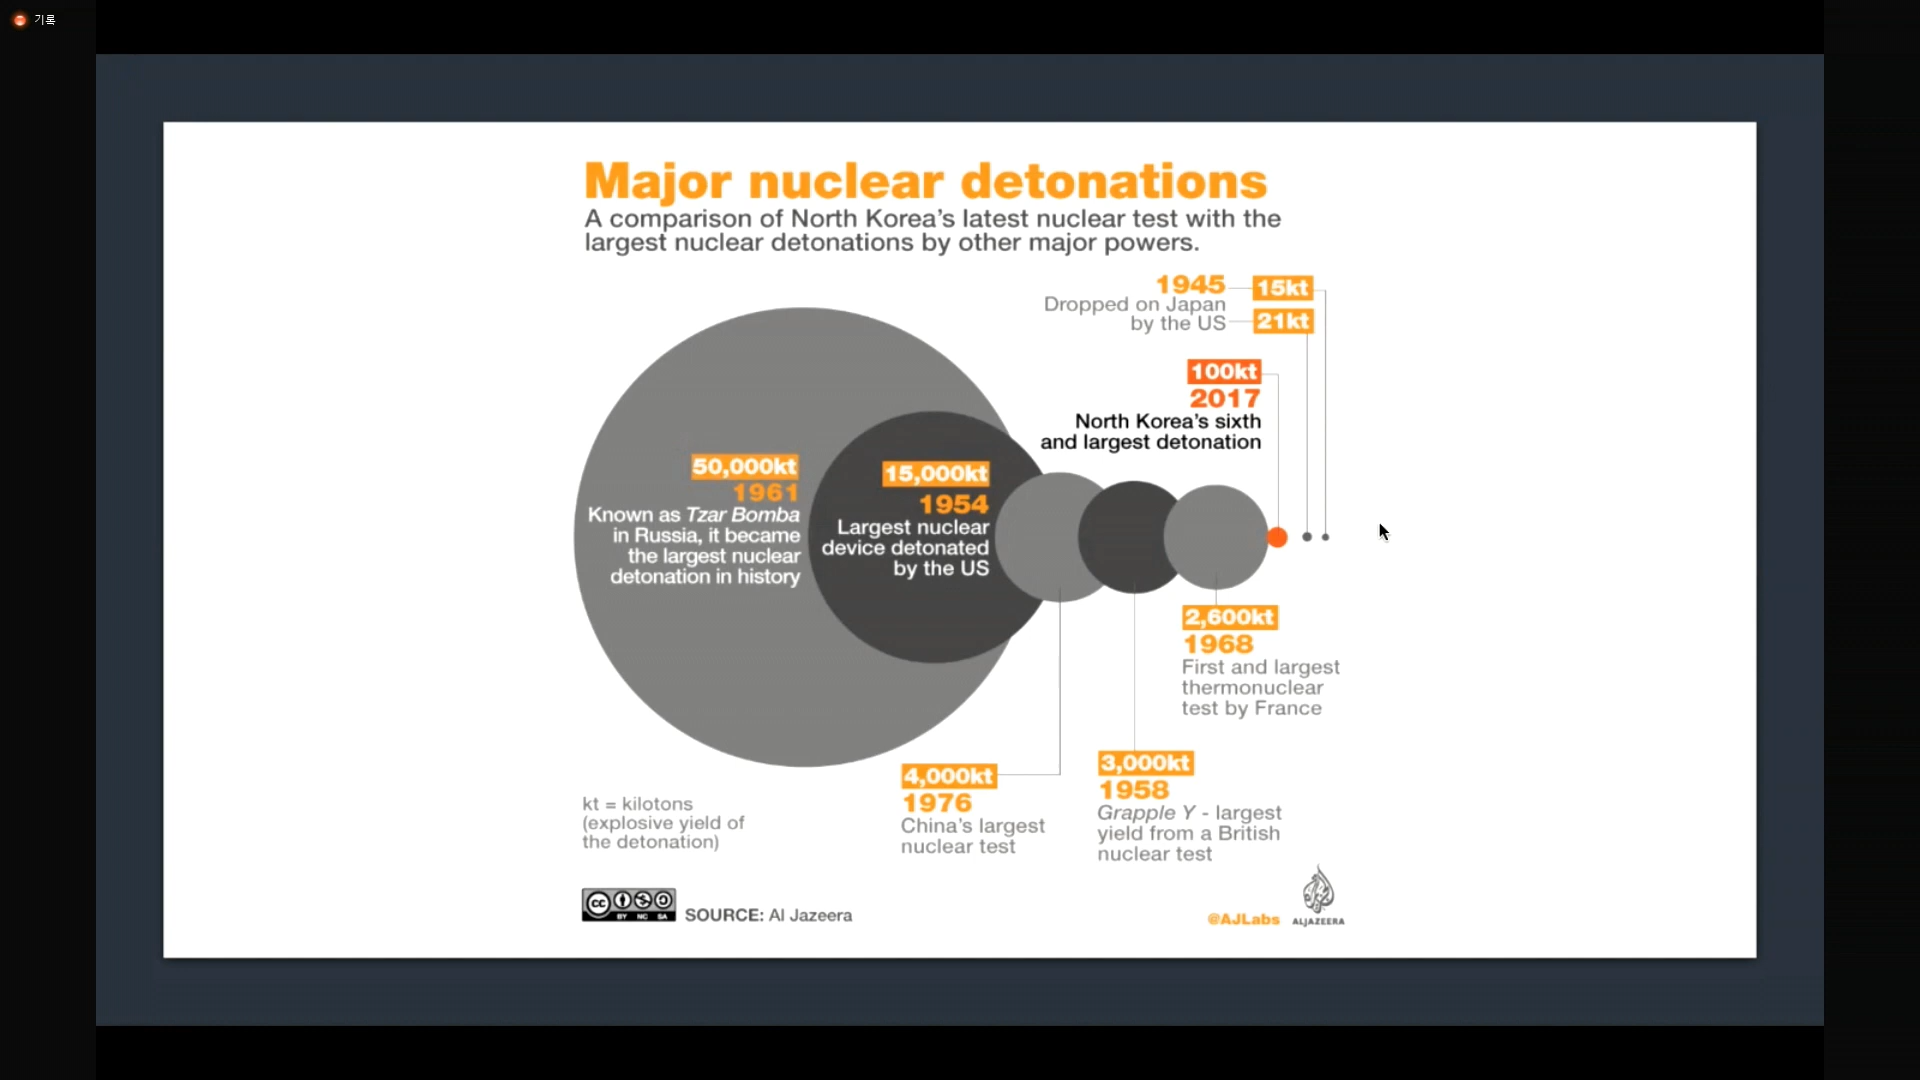 기록
Major nuclear detonations
A comparison of North Korea's latest nuclear test with the
largest nuclear detonations by other major powers.
1945
15kt
Dropped on Japan
by the US
21kt
100kt
2017
North Korea's sixth
and largest detonation
50,000kt
1961
Known as Tzar Bomba
in Russia, it became
the largest nuclear
detonation in history
15,000kt
1954
Largest nuclear
device detonated
by the US
2,600kt
1968
First and largest
thermonuclear
test by France
4,000kt
1976
China's largest
nuclear test
3,000kt
1958
Grapple Y - largest
yield from a British
nuclear test
kt = kilotons
(explosive yield of
the detonation)
cc
BY NC SA
SOURCE: Al Jazeera
@AJLabs
ALJAZEERA